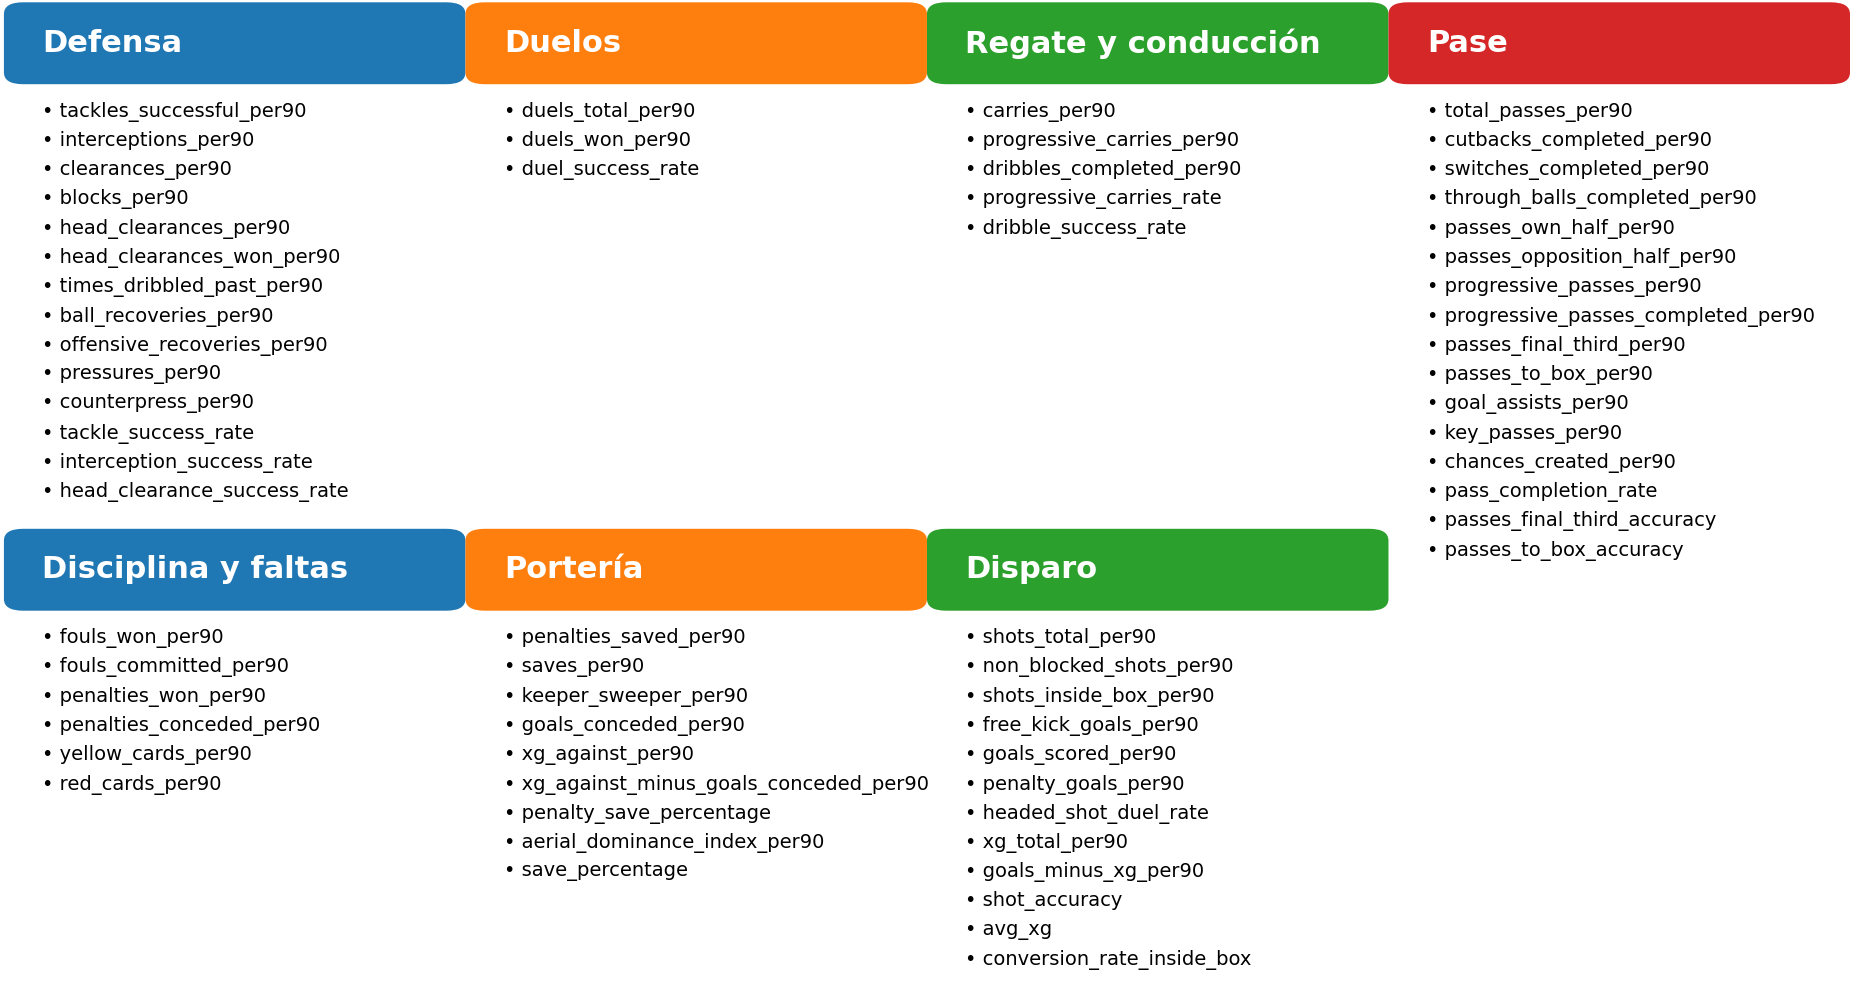 Defensa
• tackles_successful_per90
• interceptions_per90
• clearances_per90
• blocks_per90
• head_clearances_per90
• head_clearances_won_per90
• times_dribbled_past_per90
• ball_recoveries_per90
• offensive_recoveries_per90
• pressures_per90
• counterpress_per90
• tackle_success_rate
• interception_success_rate
• head_clearance_success_rate
Duelos
• duels_total_per90
• duels_won_per90
• duel_success_rate
Regate y conducción
• carries_per90
• progressive_carries_per90
• dribbles_completed_per90
• progressive_carries_rate
• dribble_success_rate
Pase
• total_passes_per90
• cutbacks_completed_per90
• switches_completed_per90
• through_balls_completed_per90
• passes_own_half_per90
• passes_opposition_half_per90
• progressive_passes_per90
• progressive_passes_completed_per90
• passes_final_third_per90
• passes_to_box_per90
• goal_assists_per90
• key_passes_per90
• chances_created_per90
• pass_completion_rate
• passes_final_third_accuracy
• passes_to_box_accuracy
Disciplina y faltas
• fouls_won_per90
• fouls_committed_per90
• penalties_won_per90
• penalties_conceded_per90
• yellow_cards_per90
• red_cards_per90
Portería
• penalties_saved_per90
• saves_per90
• keeper_sweeper_per90
• goals_conceded_per90
• xg_against_per90
• xg_against_minus_goals_conceded_per90
• penalty_save_percentage
• aerial_dominance_index_per90
• save_percentage
Disparo
• shots_total_per90
• non_blocked_shots_per90
• shots_inside_box_per90
• free_kick_goals_per90
• goals_scored_per90
• penalty_goals_per90
• headed_shot_duel_rate
• xg_total_per90
• goals_minus_xg_per90
• shot_accuracy
• avg_xg
• conversion_rate_inside_box